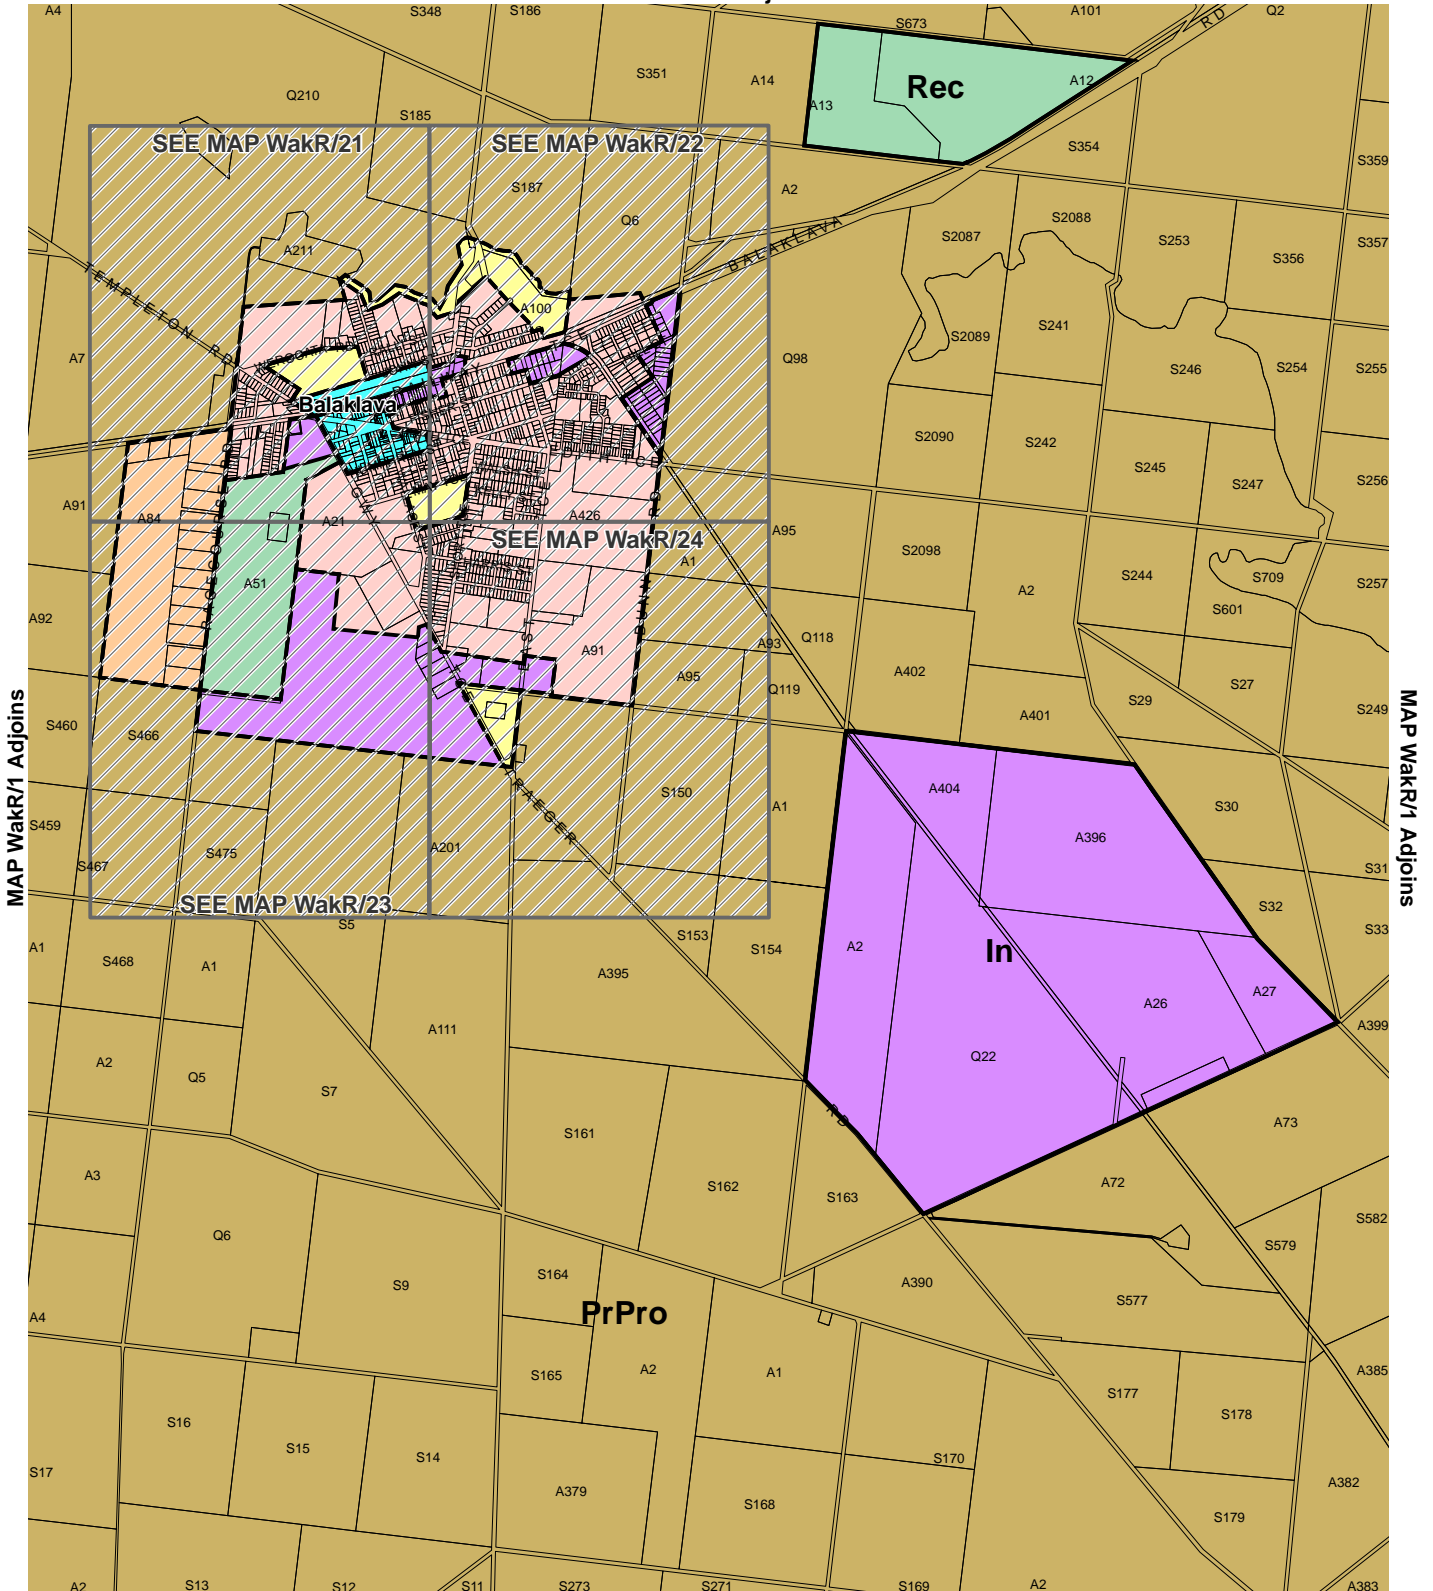 A4
S348
S186
S673
A101
RD
Q2
S351
A14
Rec
A12
Q210
A13
S185
SEE MAP WakR/21
SEE MAP WakR/22
S354
S359
S187
A2
Q6
S2088
BALAKLAVA
S2087
S253
S357
A211
S356
TEMPLETON RD
A100
S2089
S241
A7
Q98
S246
S254
S255
Balaklava
S2090
S242
S245
S247
S256
A91
A84
A21
A426
A95
SEE MAP WakR/24
S2098
A1
S244
S709
S257
A51
A2
S601
A92
Q118
A93
A91
A402
A95
Q119
S27
S29
S249
MAP WakR/1 Adjoins
MAP WakR/1 Adjoins
S460
S466
A401
S150
A404
A1
S30
S459
TRAEGER
A396
A201
S475
S467
S31
SEE MAP WakR/23
S32
S5
S153
S154
A2
In
S33
A1
S468
A1
A395
A27
A26
A399
A111
A2
Q5
Q22
S7
RD
A73
S161
A3
S162
S163
A72
S582
Q6
S579
S164
S9
A390
S577
PrPro
A4
S165
A2
A1
A385
S177
S178
S16
S15
S14
S170
S17
A379
S168
A382
S179
A2
S13
S12
S11
S273
S271
S169
A2
A383